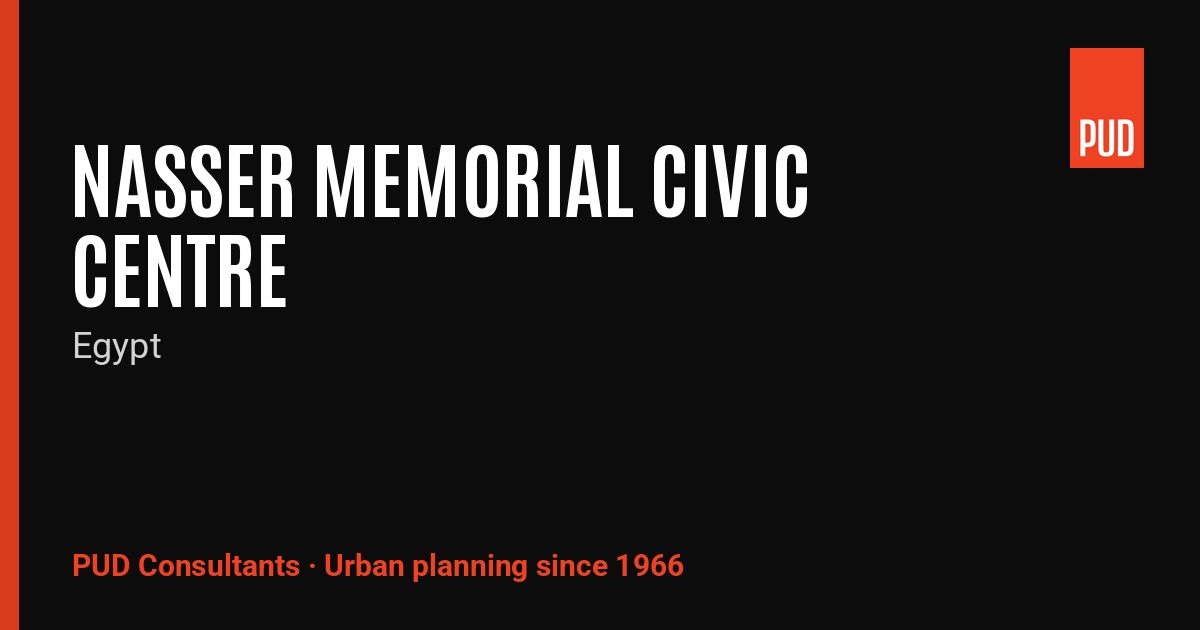 PUD
NASSER MEMORIAL CIVIC
CENTRE
Egypt
PUD Consultants · Urban planning since 1966